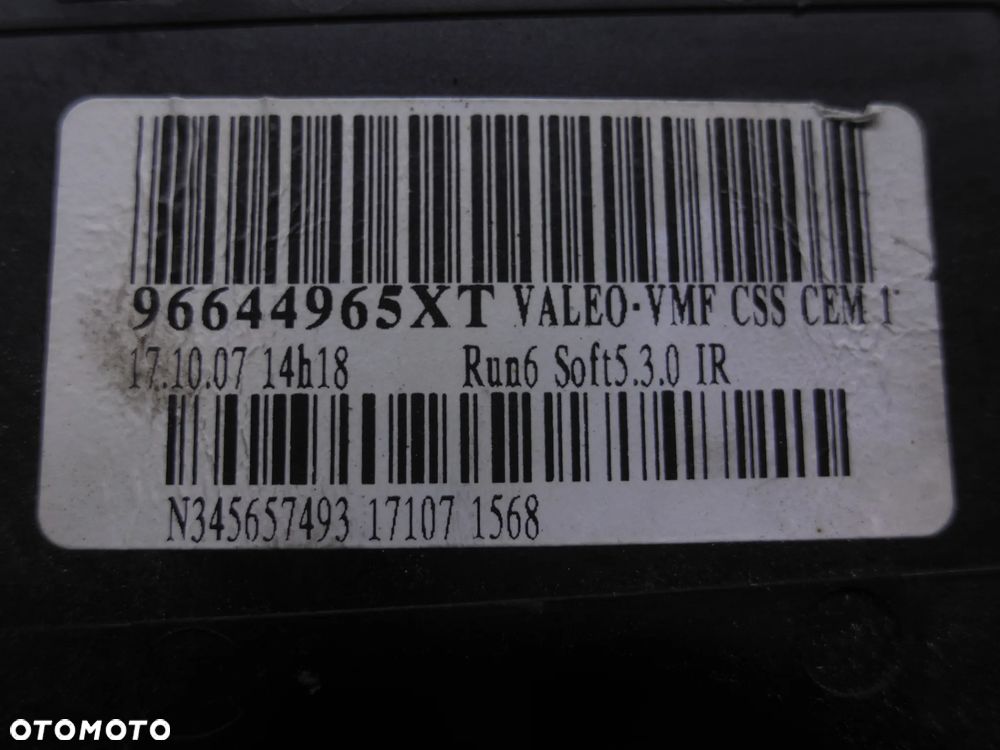 96644965XT VALEO-VMF CSS CEM 1
17.10.07 14h18 Run6 Soft5.3.0 IR
N345657493 17107 1568
OTOMOTO